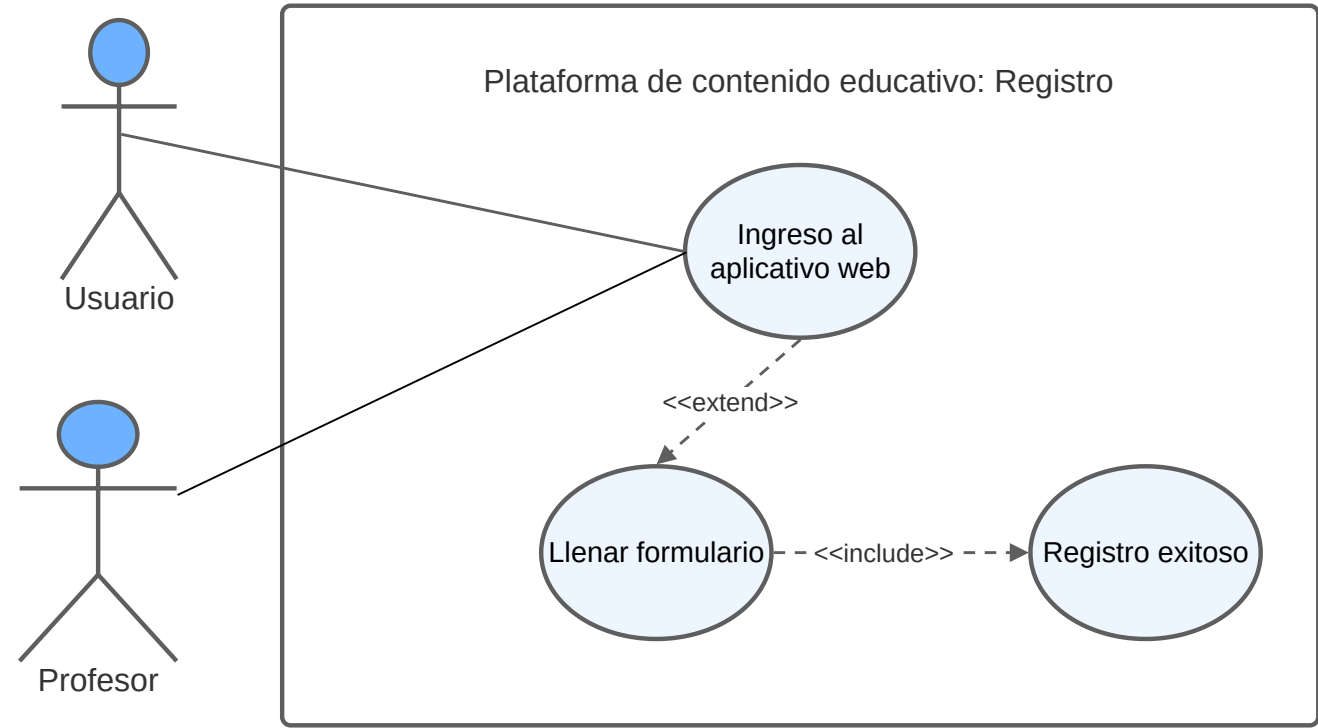 Plataforma de contenido educativo: Registro
Ingreso al
aplicativo web
Usuario
<<extend>>
Llenar formulario
<<include>>
Registro exitoso
Profesor